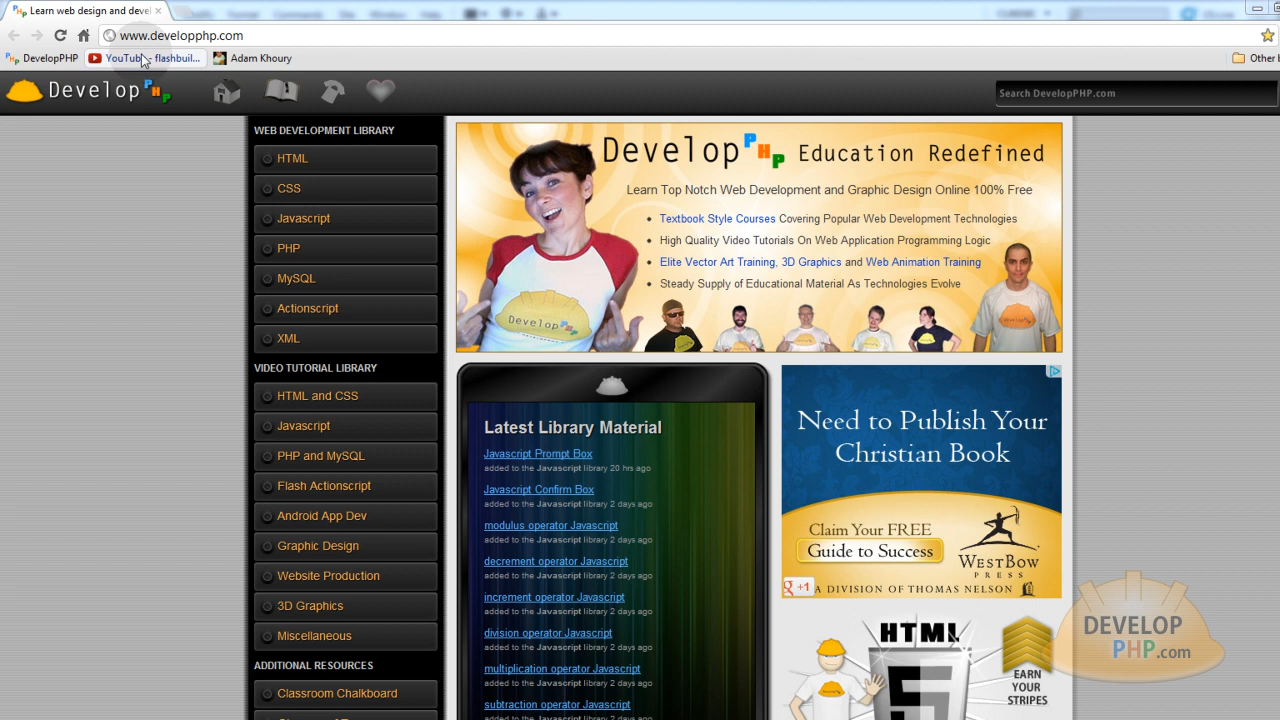 Learn web design and devel
www.developphp.com
DevelopPHP
YouTube - flashbuil...
Adam Khoury
Other b
Develop PHP
Search DevelopPHP.com
WEB DEVELOPMENT LIBRARY
HTML
CSS
Javascript
PHP
MySQL
Actionscript
XML
VIDEO TUTORIAL LIBRARY
HTML and CSS
Javascript
PHP and MySQL
Flash Actionscript
Android App Dev
Graphic Design
Website Production
3D Graphics
Miscellaneous
ADDITIONAL RESOURCES
Classroom Chalkboard
Develop PHP Education Redefined
Learn Top Notch Web Development and Graphic Design Online 100% Free
Textbook Style Courses Covering Popular Web Development Technologies
High Quality Video Tutorials On Web Application Programming Logic
Elite Vector Art Training, 3D Graphics and Web Animation Training
Steady Supply of Educational Material As Technologies Evolve
Develop PHP
Latest Library Material
Javascript Prompt Box
added to the Javascript library 20 hrs ago
Javascript Confirm Box
added to the Javascript library 2 days ago
modulus operator Javascript
added to the Javascript library 2 days ago
decrement operator Javascript
added to the Javascript library 2 days ago
increment operator Javascript
added to the Javascript library 2 days ago
division operator Javascript
added to the Javascript library 2 days ago
multiplication operator Javascript
added to the Javascript library 2 days ago
subtraction operator Javascript
Need to Publish Your
Christian Book
Claim Your FREE
Guide to Success
WESTBOW
PRESS
A DIVISION OF THOMAS NELSON
g +1
HTML
5
EARN
YOUR
STRIPES
DEVELOP
PHP.com